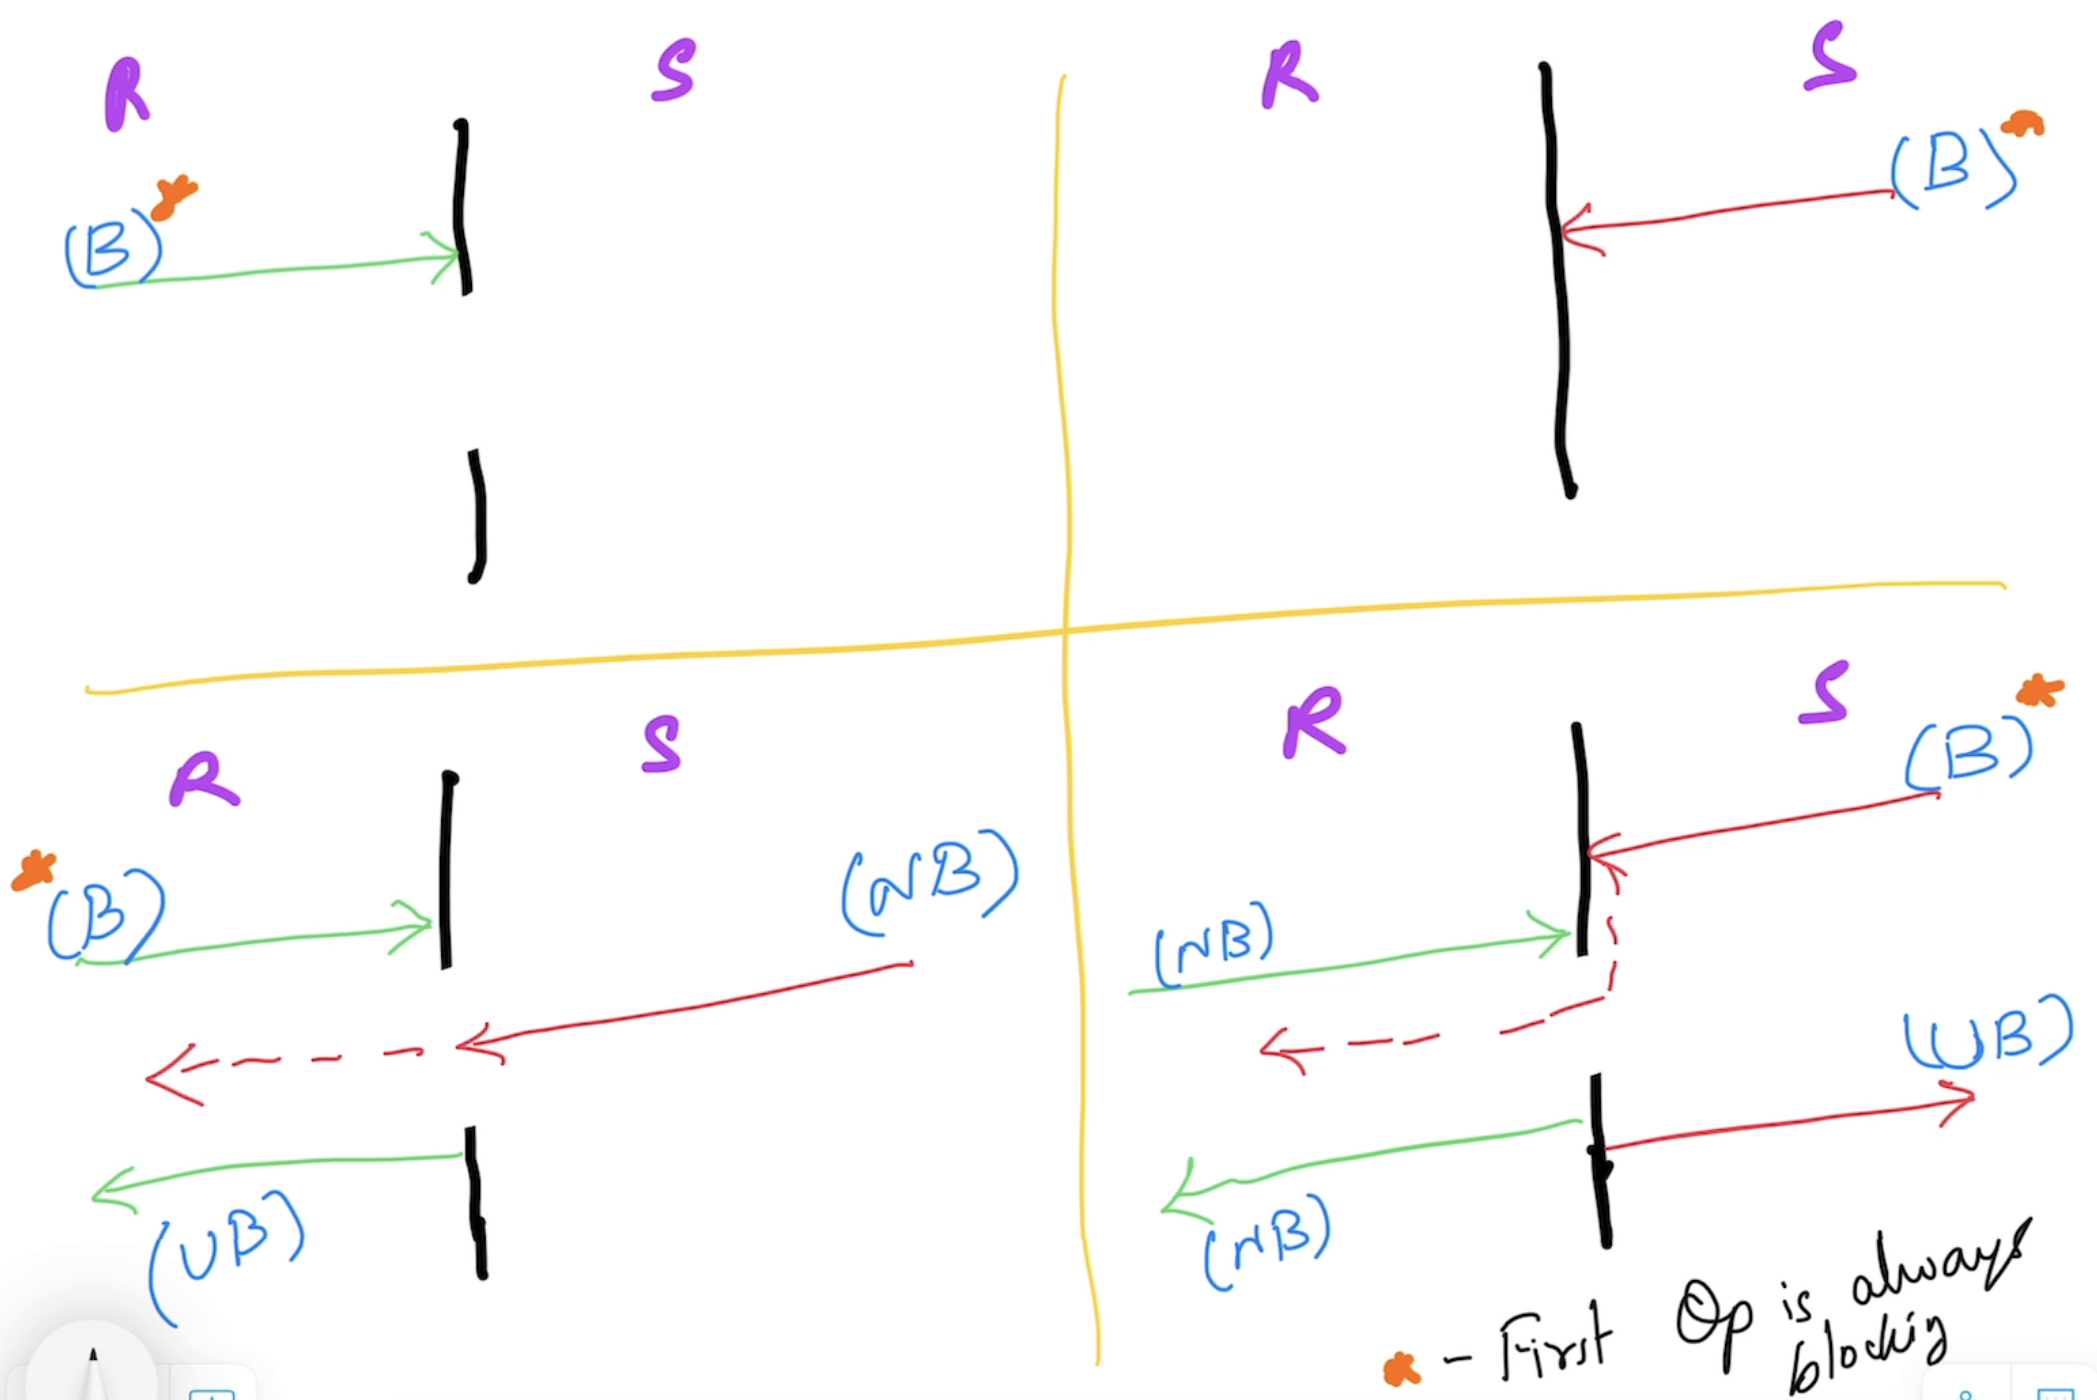 R S
(B)*
R S
(B)*
R S
*(B)
(NB)
(UB)
R S
(B)*
(NB)
(UB)
(NB)
* - First Op is always
blocking